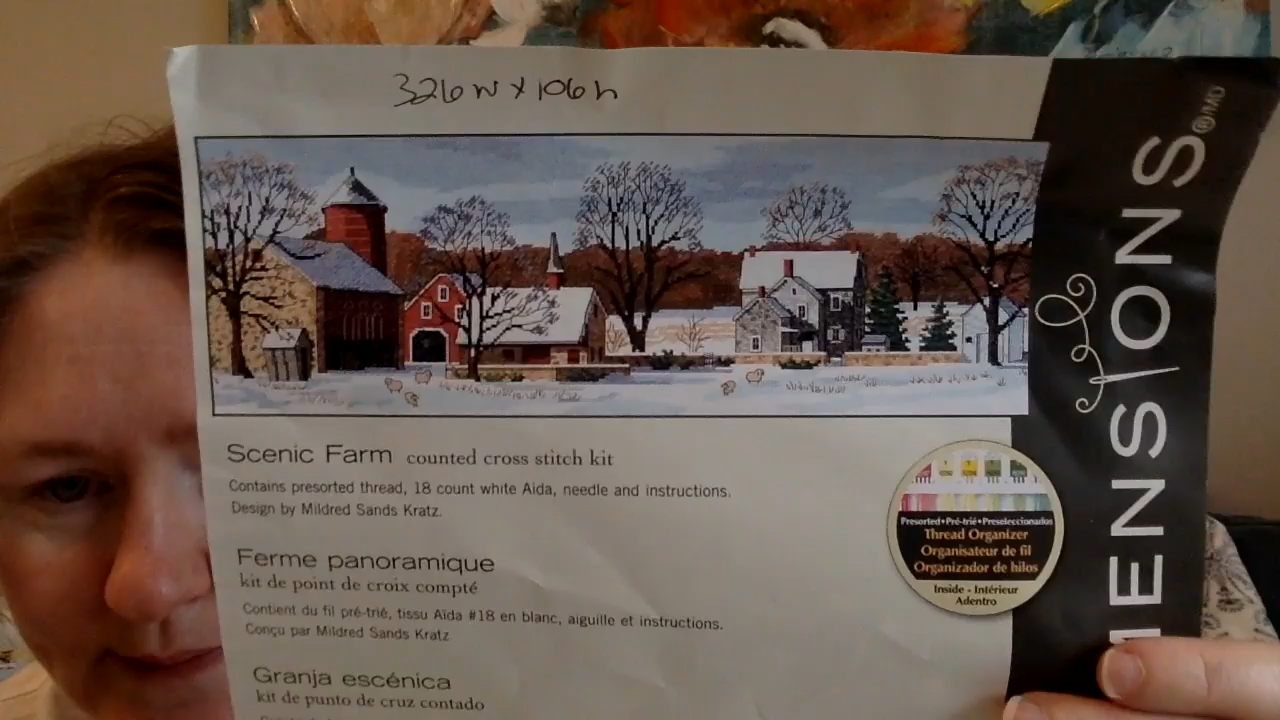 326w x 106h
MENSIONS®/MD
Scenic Farm counted cross stitch kit
Contains presorted thread, 18 count white Aida, needle and instructions.
Design by Mildred Sands Kratz.
Ferme panoramique
kit de point de croix compté
Contient du fil pré-trié, tissu Aïda #18 en blanc, aiguille et instructions.
Conçu par Mildred Sands Kratz
Granja escénica
kit de punto de cruz contado
Presorted•Pré-trié•Preseleccionados
Thread Organizer
Organisateur de fil
Organizador de hilos
Inside - Intérieur
Adentro